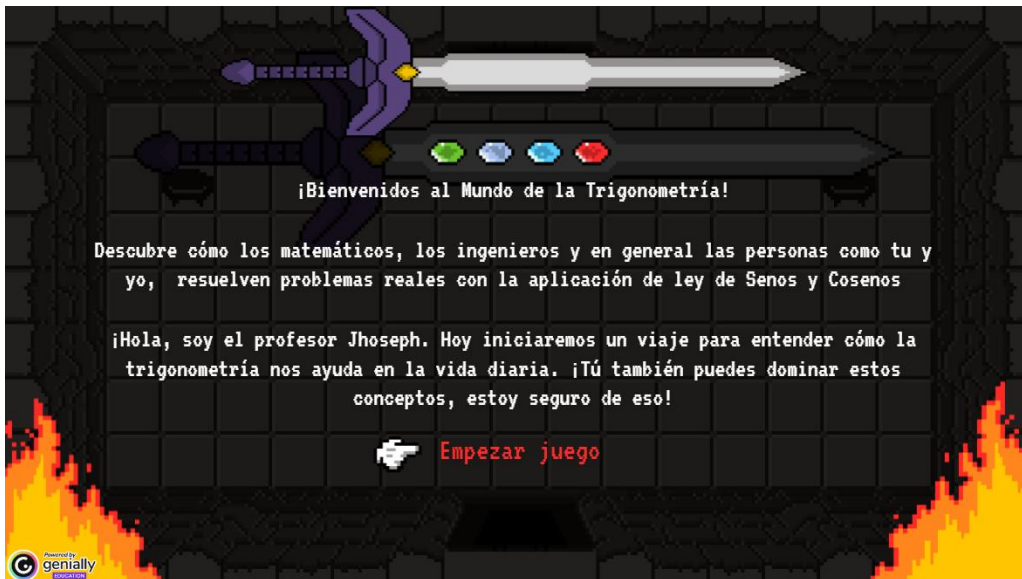 ¡Bienvenidos al Mundo de la Trigonometría!
Descubre cómo los matemáticos, los ingenieros y en general las personas como tu y
yo, resuelven problemas reales con la aplicación de ley de Senos y Cosenos
¡Hola, soy el profesor Jhoseph. Hoy iniciaremos un viaje para entender cómo la
trigonometría nos ayuda en la vida diaria. ¡Tú también puedes dominar estos
conceptos, estoy seguro de eso!
Empezar juego
Powered by
genially
EDUCATION